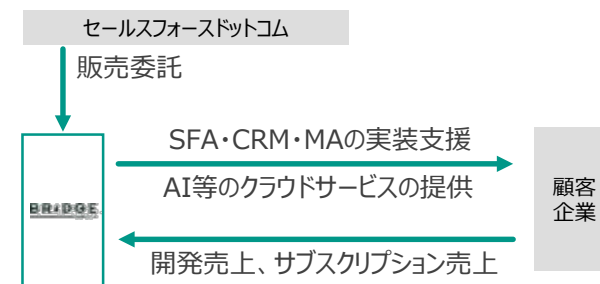 セールスフォースドットコム
販売委託
SFA・CRM・MAの実装支援
AI等のクラウドサービスの提供
BRIDGE
顧客
企業
開発売上、サブスクリプション売上